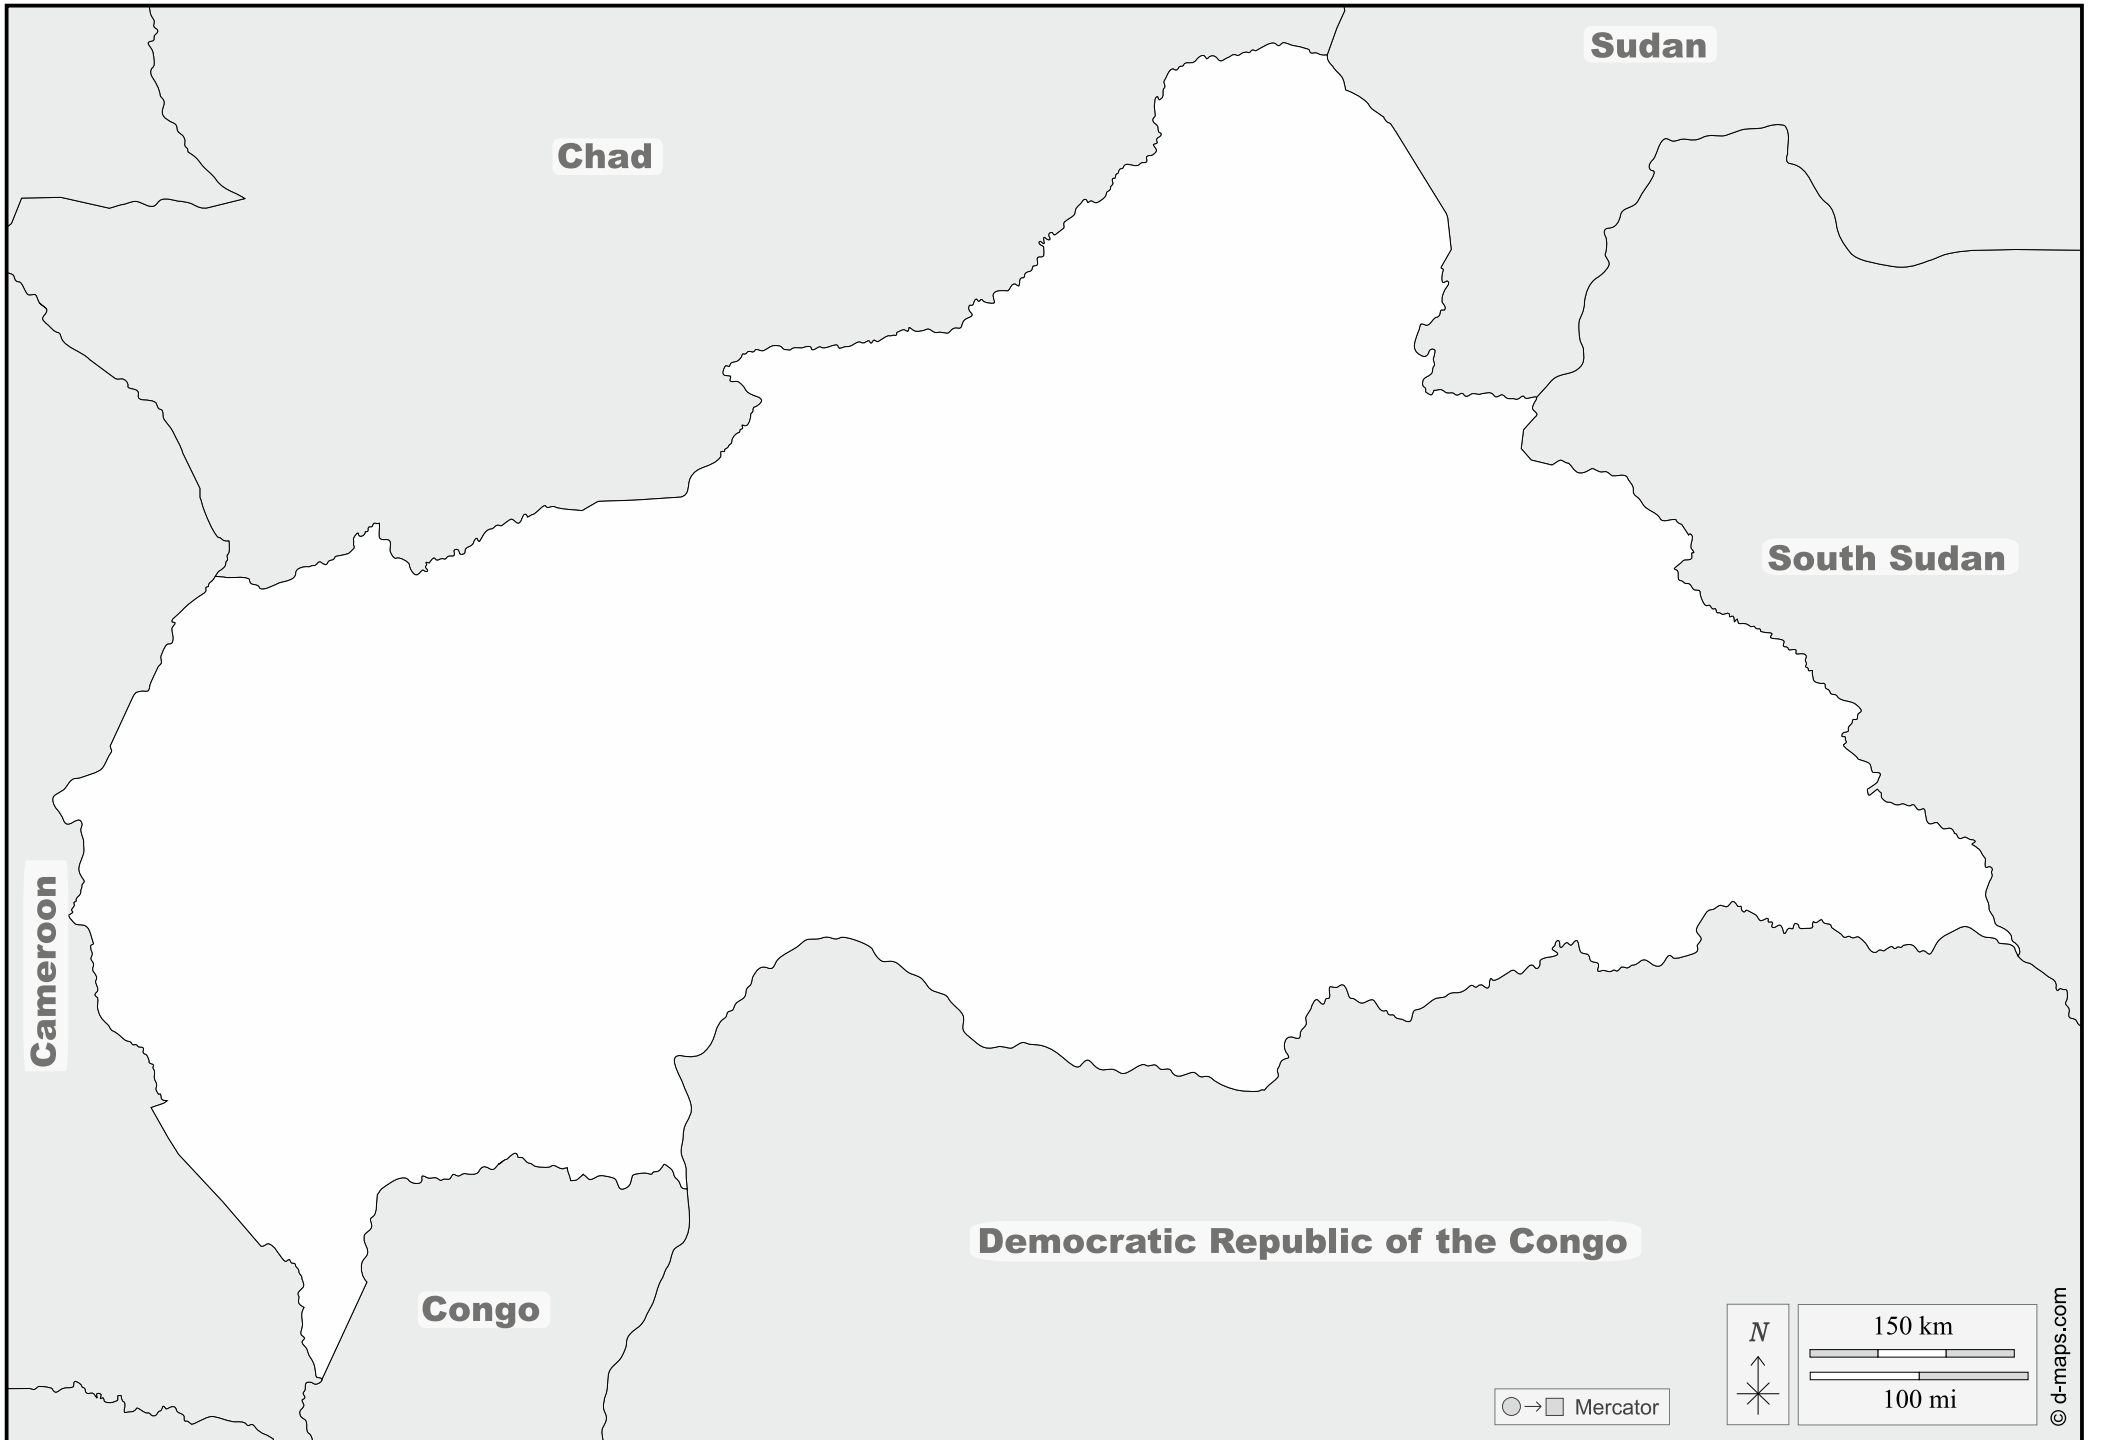 Sudan
Chad
South Sudan
Cameroon
Democratic Republic of the Congo
Congo
N
150 km
100 mi
Mercator
© d-maps.com